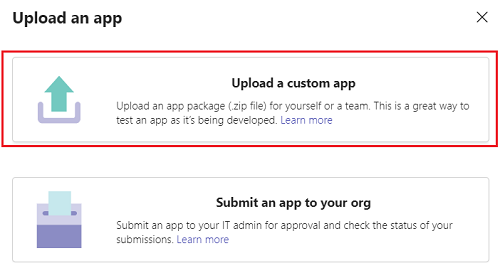 Upload an app
Upload a custom app
Upload an app package (.zip file) for yourself or a team. This is a great way to
test an app as it's being developed. Learn more
Submit an app to your org
Submit an app to your IT admin for approval and check the status of your
submissions. Learn more